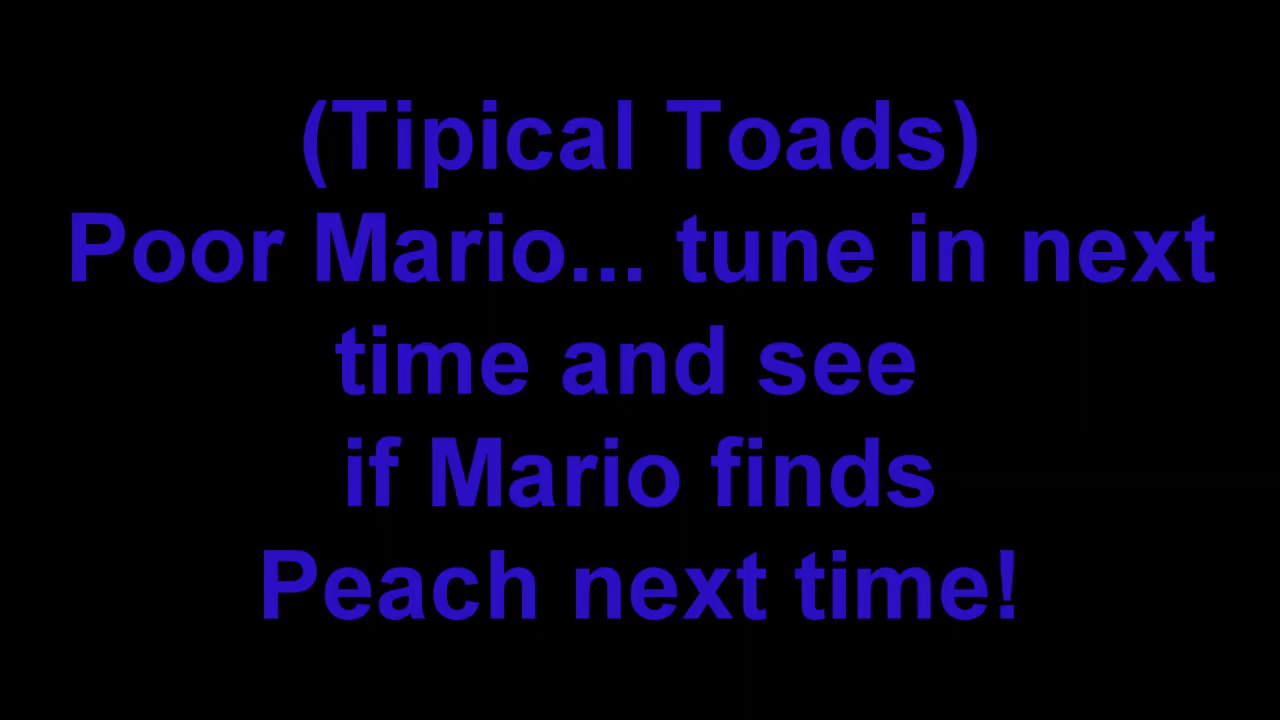 (Tipical Toads)
Poor Mario... tune in next
time and see
if Mario finds
Peach next time!